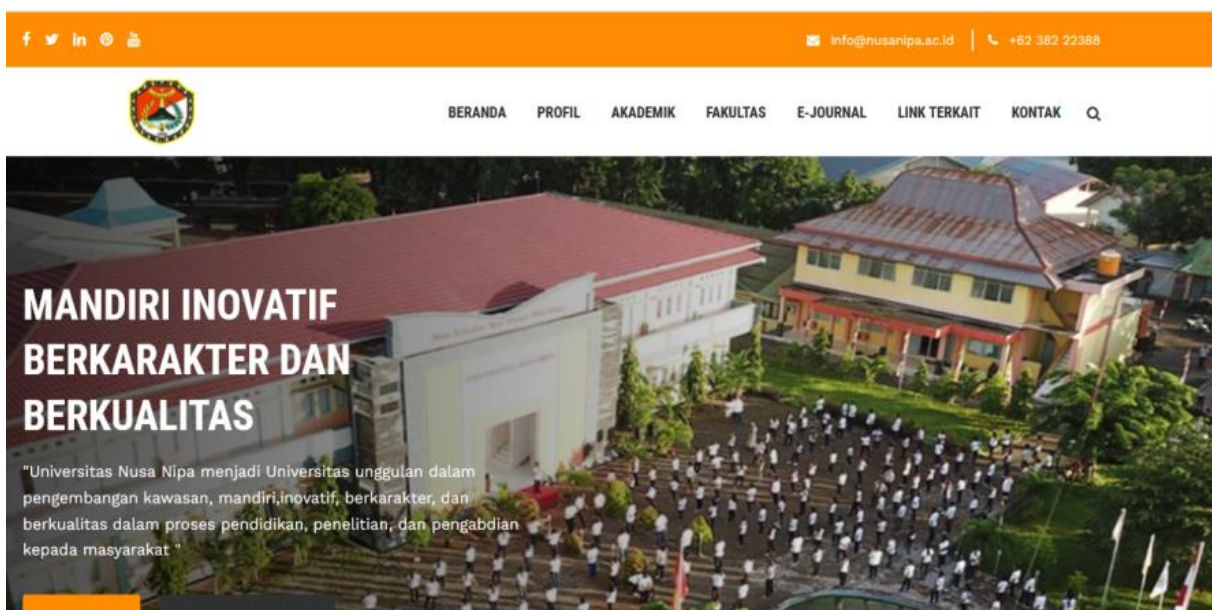 info@nusanipa.ac.id
+62 382 22388
BERANDA PROFIL AKADEMIK FAKULTAS E-JOURNAL LINK TERKAIT KONTAK
MANDIRI INOVATIF
BERKARAKTER DAN
BERKUALITAS
"Universitas Nusa Nipa menjadi Universitas unggulan dalam
pengembangan kawasan, mandiri,inovatif, berkarakter, dan
berkualitas dalam proses pendidikan, penelitian, dan pengabdian
kepada masyarakat "